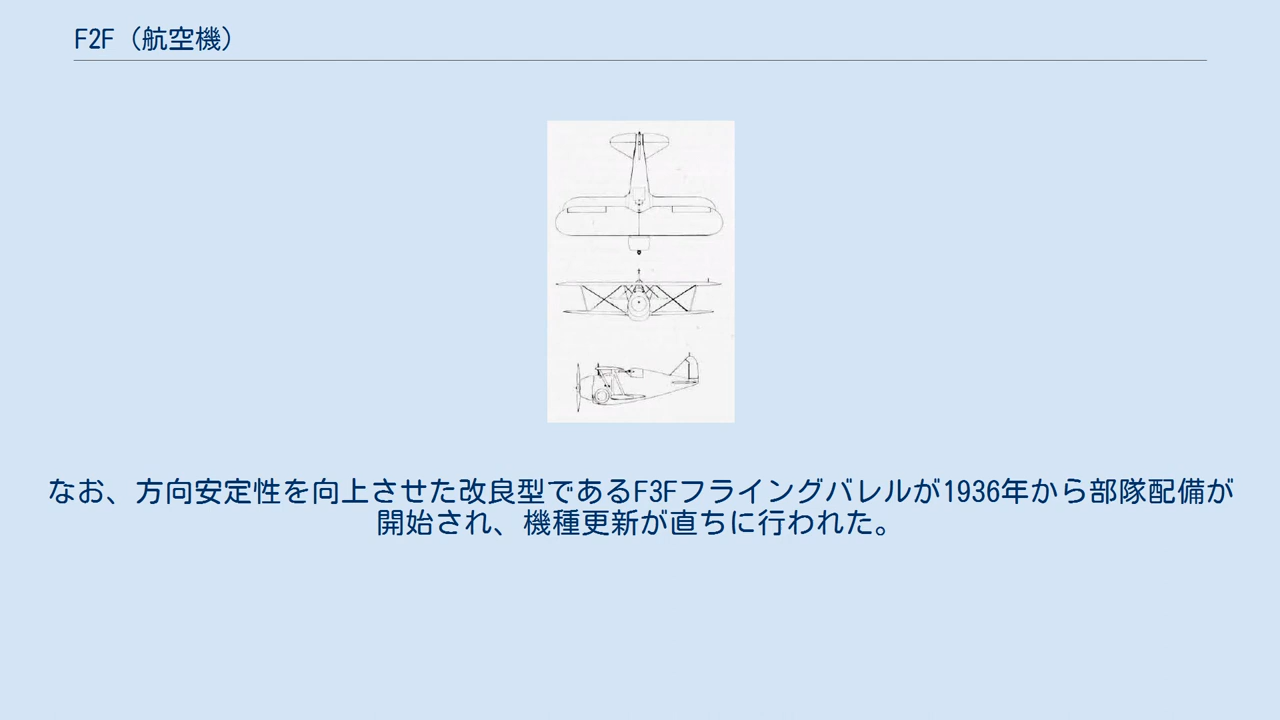 F2F（航空機）
なお、方向安定性を向上させた改良型であるF3Fフライングバレルが1936年から部隊配備が
開始され、機種更新が直ちに行われた。